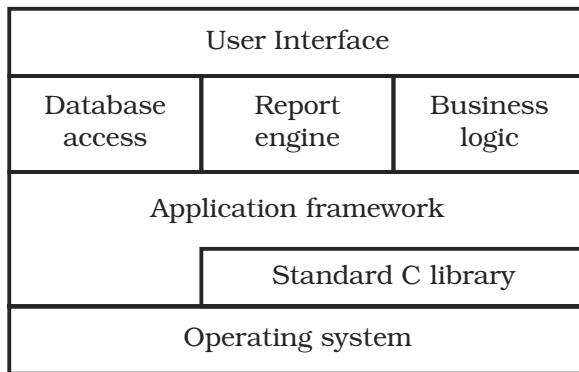 User Interface
Database
access
Report
engine
Business
logic
Application framework
Standard C library
Operating system